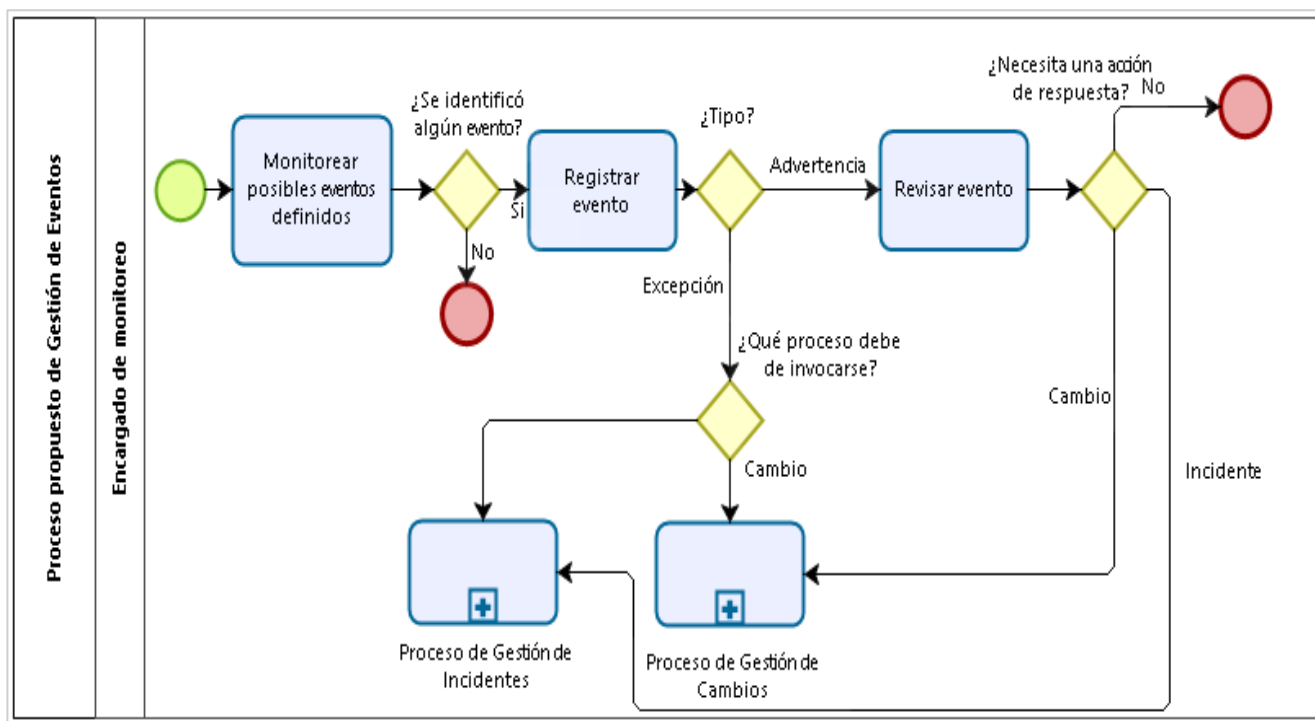 Proceso propuesto de Gestión de Eventos
Encargado de monitoreo
Monitorear
posibles eventos
definidos
¿Se identificó
algún evento?
Si
No
Registrar
evento
¿Tipo?
Advertencia
Excepción
Revisar evento
¿Necesita una acción
de respuesta?
No
Cambio
Incidente
¿Qué proceso debe
de invocarse?
Cambio
Proceso de Gestión de
Incidentes
Proceso de Gestión de
Cambios